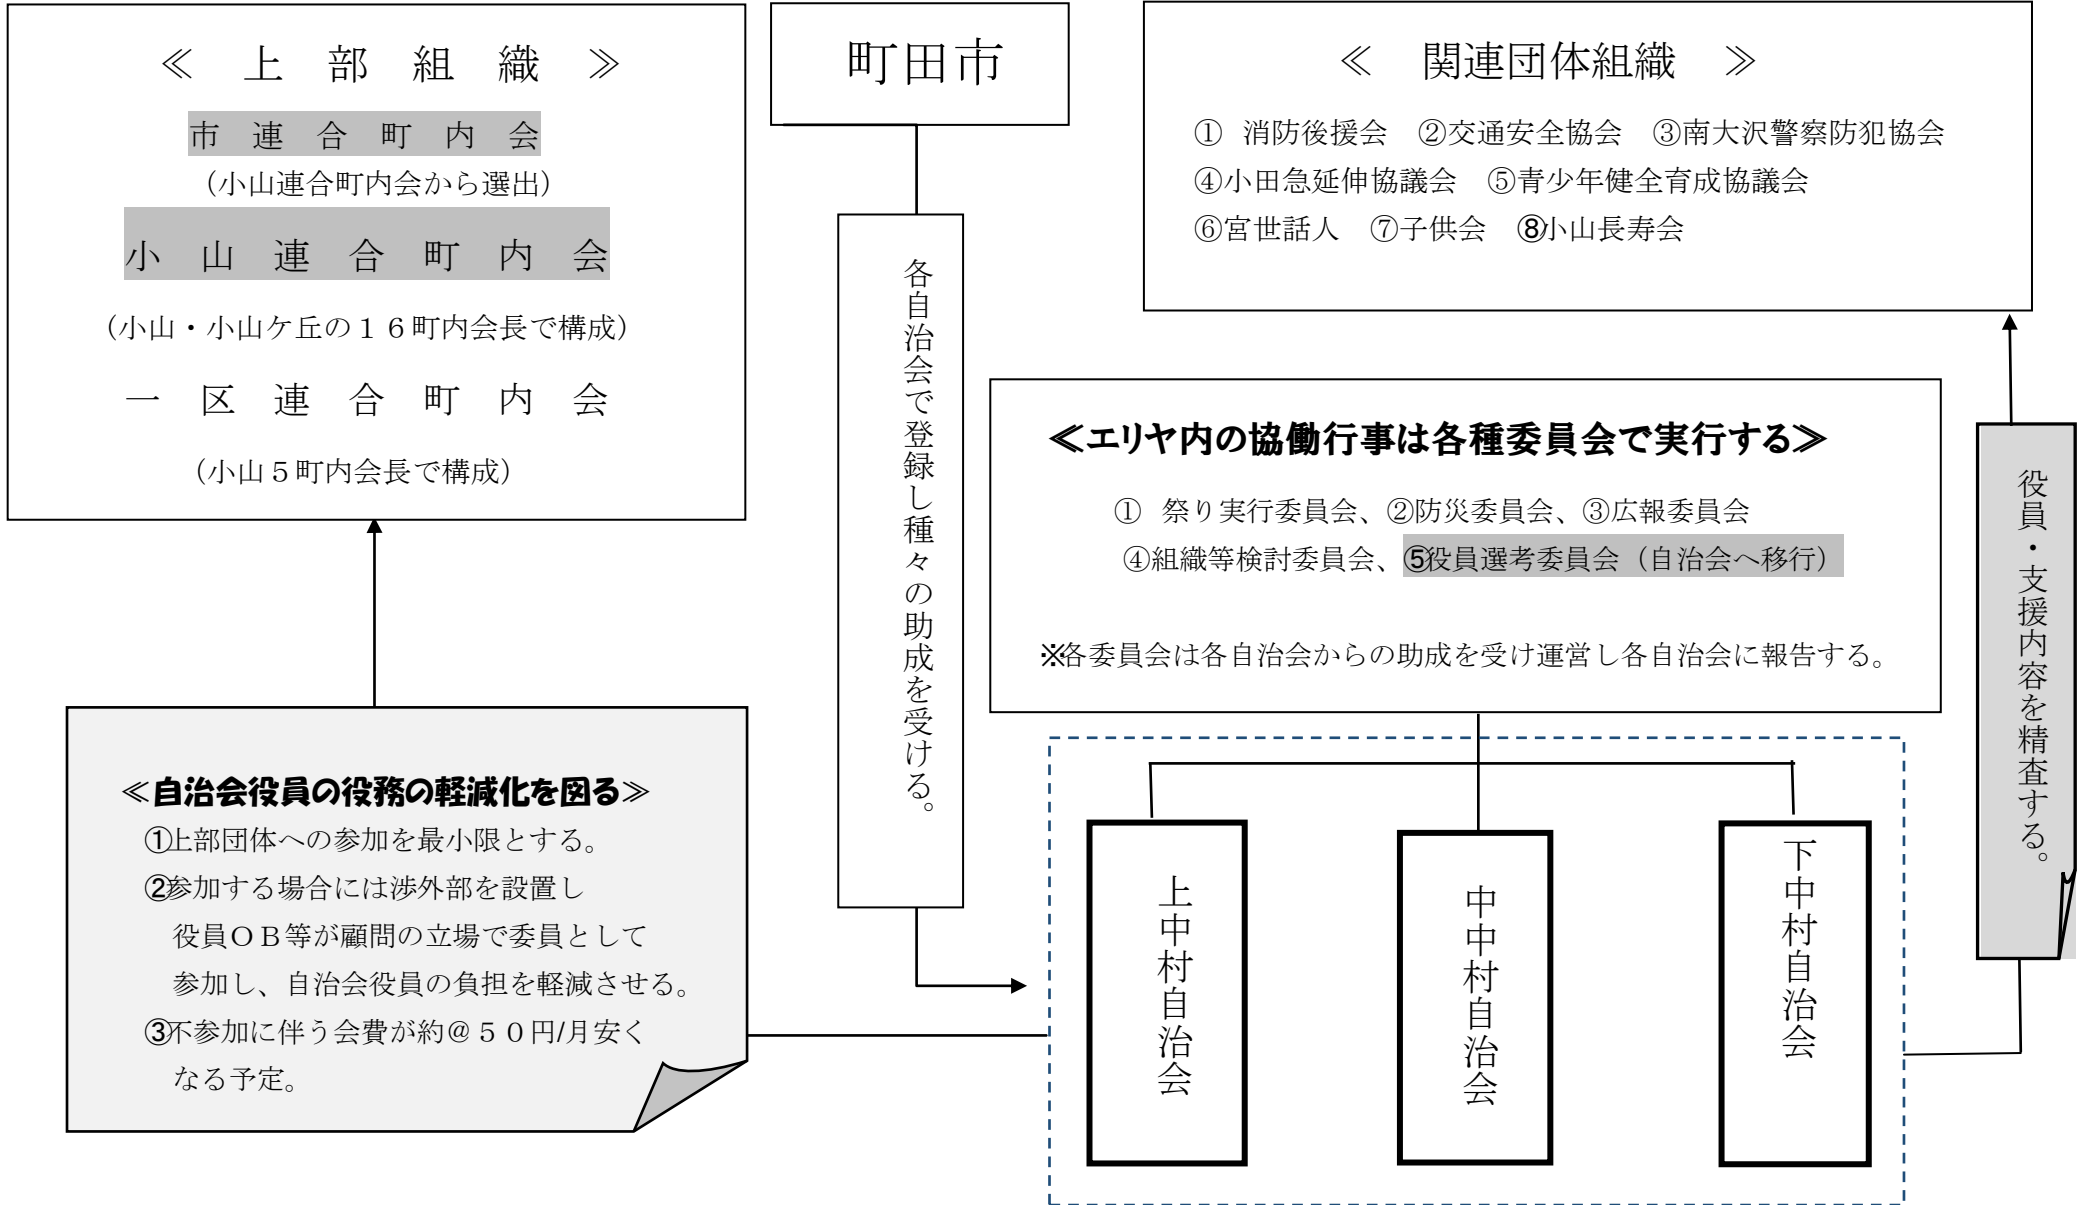 ≪ 上 部 組 織 ≫
市 連 合 町 内 会
（小山連合町内会から選出）
小 山 連 合 町 内 会
（小山・小山ケ丘の１６町内会長で構成）
一 区 連 合 町 内 会
（小山５町内会長で構成）
町田市
≪ 関連団体組織 ≫
① 消防後援会 ②交通安全協会 ③南大沢警察防犯協会
④小田急延伸協議会 ⑤青少年健全育成協議会
⑥宮世話人 ⑦子供会 ⑧小山長寿会
各自治会で登録し種々の助成を受ける。
≪エリヤ内の協働行事は各種委員会で実行する≫
① 祭り実行委員会、②防災委員会、③広報委員会
④組織等検討委員会、⑤役員選考委員会（自治会へ移行）
※各委員会は各自治会からの助成を受け運営し各自治会に報告する。
役員・支援内容を精査する。
≪自治会役員の役務の軽減化を図る≫
①上部団体への参加を最小限とする。
②参加する場合には渉外部を設置し
役員ＯＢ等が顧問の立場で委員として
参加し、自治会役員の負担を軽減させる。
③不参加に伴う会費が約＠５０円/月安く
なる予定。
上中村自治会
中中村自治会
下中村自治会